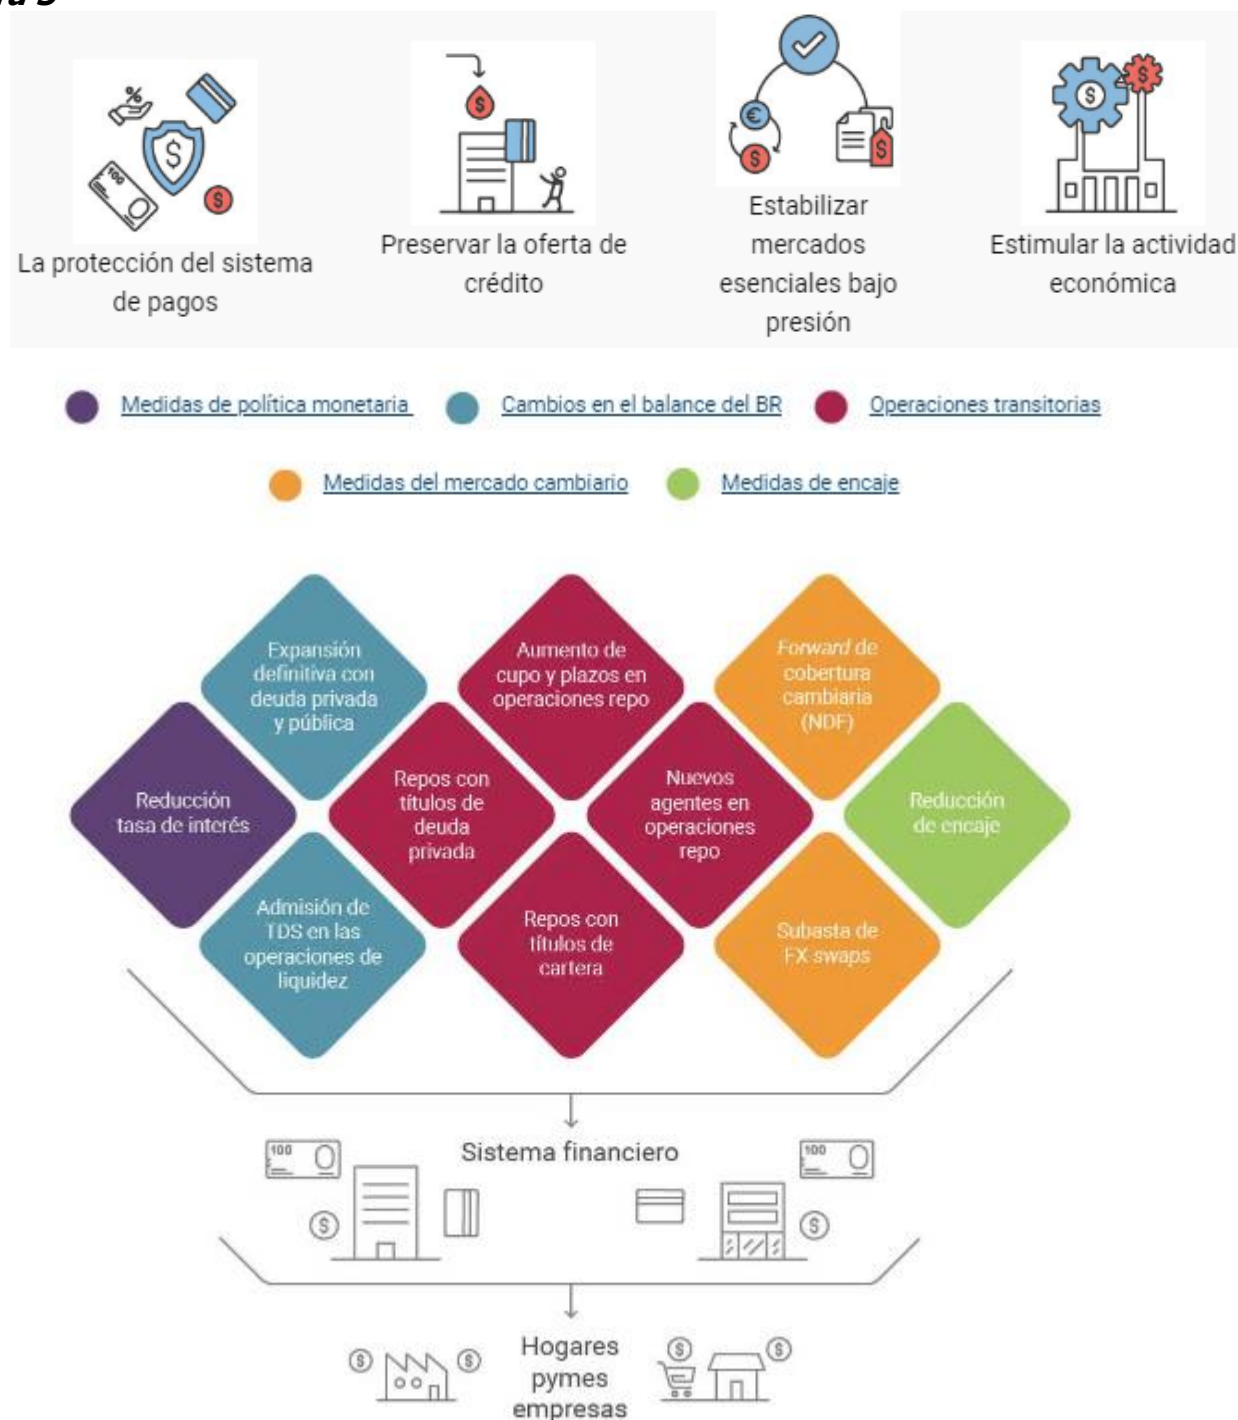 La protección del sistema
de pagos
Preservar la oferta de
crédito
Estabilizar
mercados
esenciales bajo
presión
Estimular la actividad
económica
Medidas de política monetaria
Cambios en el balance del BR
Operaciones transitorias
Medidas del mercado cambiario
Medidas de encaje
Expansión
definitiva con
deuda privada
y pública
Aumento de
cupo y plazos en
operaciones repo
Forward de
cobertura
cambiaria
(NDF)
Reducción
tasa de interés
Repos con
títulos de
deuda
privada
Nuevos
agentes en
operaciones
repo
Reducción
de encaje
Admisión de
TDS en las
operaciones de
liquidez
Repos con
títulos de
cartera
Subasta de
FX swaps
Sistema financiero
Hogares
pymes
empresas